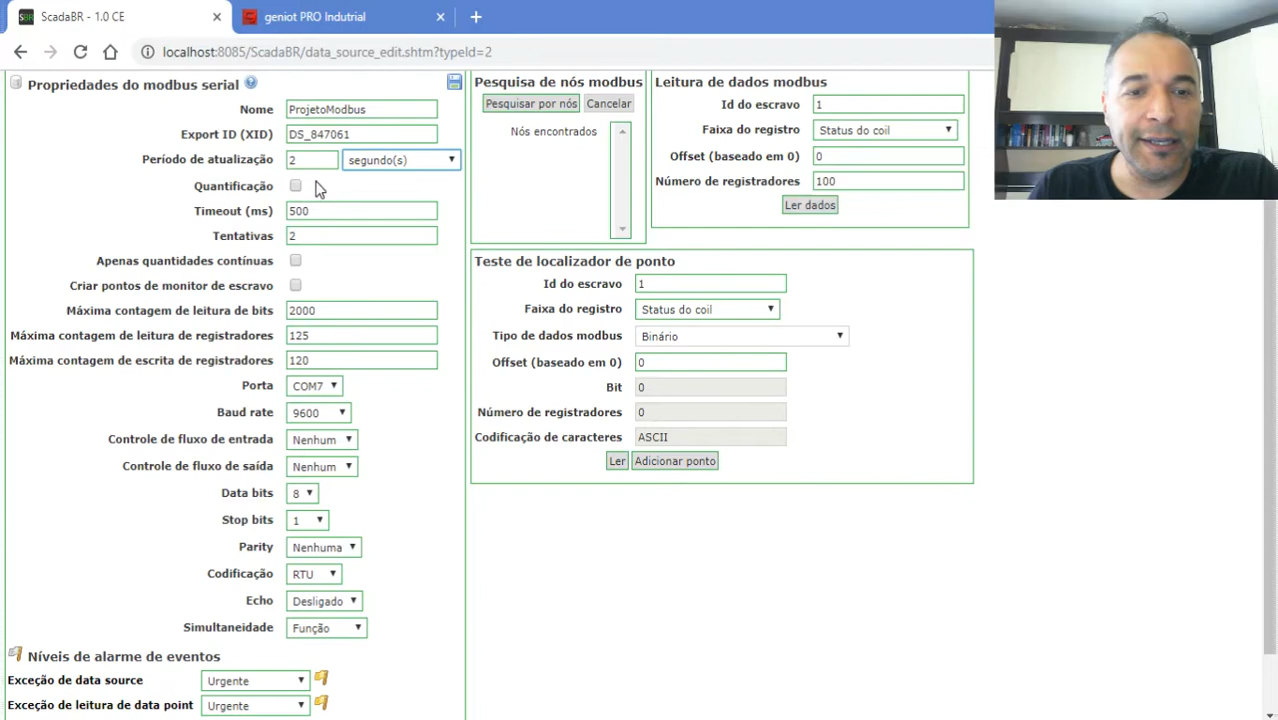 ScadaBR - 1.0 CE
geniot PRO Indutrial
localhost:8085/ScadaBR/data_source_edit.shtm?typeId=2
Propriedades do modbus serial
Nome ProjetoModbus
Export ID (XID) DS_847061
Período de atualização 2 segundo(s)
Quantificação
Timeout (ms) 500
Tentativas 2
Apenas quantidades contínuas
Criar pontos de monitor de escravo
Máxima contagem de leitura de bits 2000
Máxima contagem de leitura de registradores 125
Máxima contagem de escrita de registradores 120
Porta COM7
Baud rate 9600
Controle de fluxo de entrada Nenhum
Controle de fluxo de saída Nenhum
Data bits 8
Stop bits 1
Parity Nenhuma
Codificação RTU
Echo Desligado
Simultaneidade Função
Níveis de alarme de eventos
Exceção de data source Urgente
Exceção de leitura de data point Urgente
Pesquisa de nós modbus
Pesquisar por nós Cancelar
Nós encontrados
Leitura de dados modbus
Id do escravo 1
Faixa do registro Status do coil
Offset (baseado em 0) 0
Número de registradores 100
Ler dados
Teste de localizador de ponto
Id do escravo 1
Faixa do registro Status do coil
Tipo de dados modbus Binário
Offset (baseado em 0) 0
Bit 0
Número de registradores 0
Codificação de caracteres ASCII
Ler Adicionar ponto